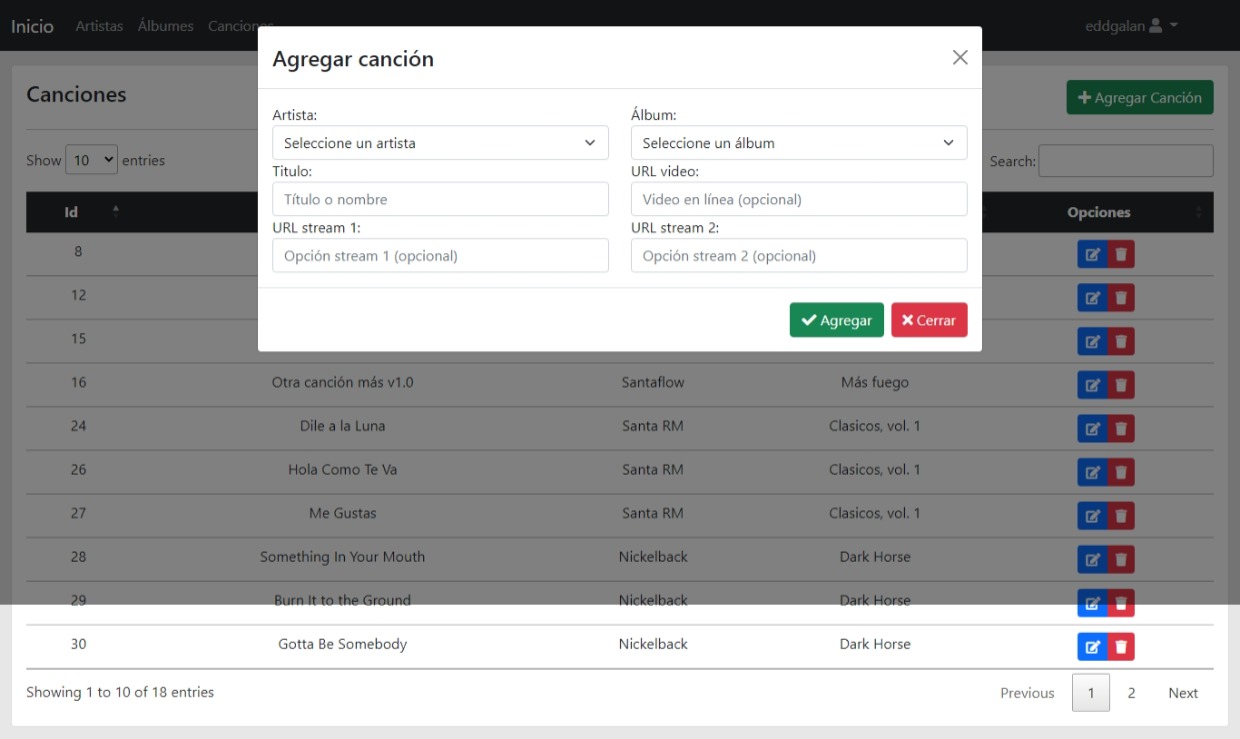 Inicio Artistas Álbumes Canciones eddgalan
Agregar canción
Canciones
Agregar Canción
Artista: Álbum:
Seleccione un artista Seleccione un álbum
Show 10 entries
Search:
Titulo: URL video:
Título o nombre Video en línea (opcional)
Id Opciones
URL stream 1: URL stream 2:
Opción stream 1 (opcional) Opción stream 2 (opcional)
8
12
Agregar Cerrar
15
16 Otra canción más v1.0 Santaflow Más fuego
24 Dile a la Luna Santa RM Clasicos, vol. 1
26 Hola Como Te Va Santa RM Clasicos, vol. 1
27 Me Gustas Santa RM Clasicos, vol. 1
28 Something In Your Mouth Nickelback Dark Horse
29 Burn It to the Ground Nickelback Dark Horse
30 Gotta Be Somebody Nickelback Dark Horse
Showing 1 to 10 of 18 entries Previous 1 2 Next